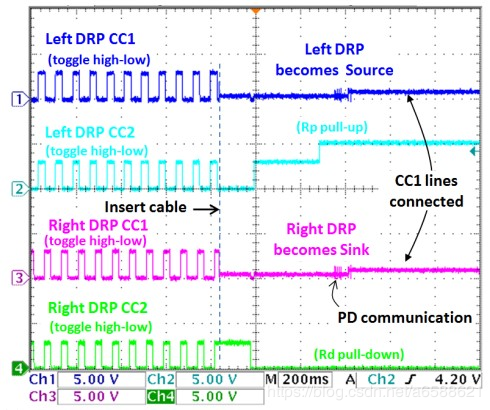 Left DRP CC1
(toggle high-low)
Left DRP
becomes Source
1
Left DRP CC2
(toggle high-low)
(Rp pull-up)
2
CC1 lines
connected
Insert cable
Right DRP CC1
(toggle high-low)
Right DRP
becomes Sink
3
PD communication
Right DRP CC2
(toggle high-low)
(Rd pull-down)
4
Ch1 5.00 V Ch2 5.00 V M 200ms A Ch2 4.20 V
Ch3 5.00 V Ch4 5.00 V